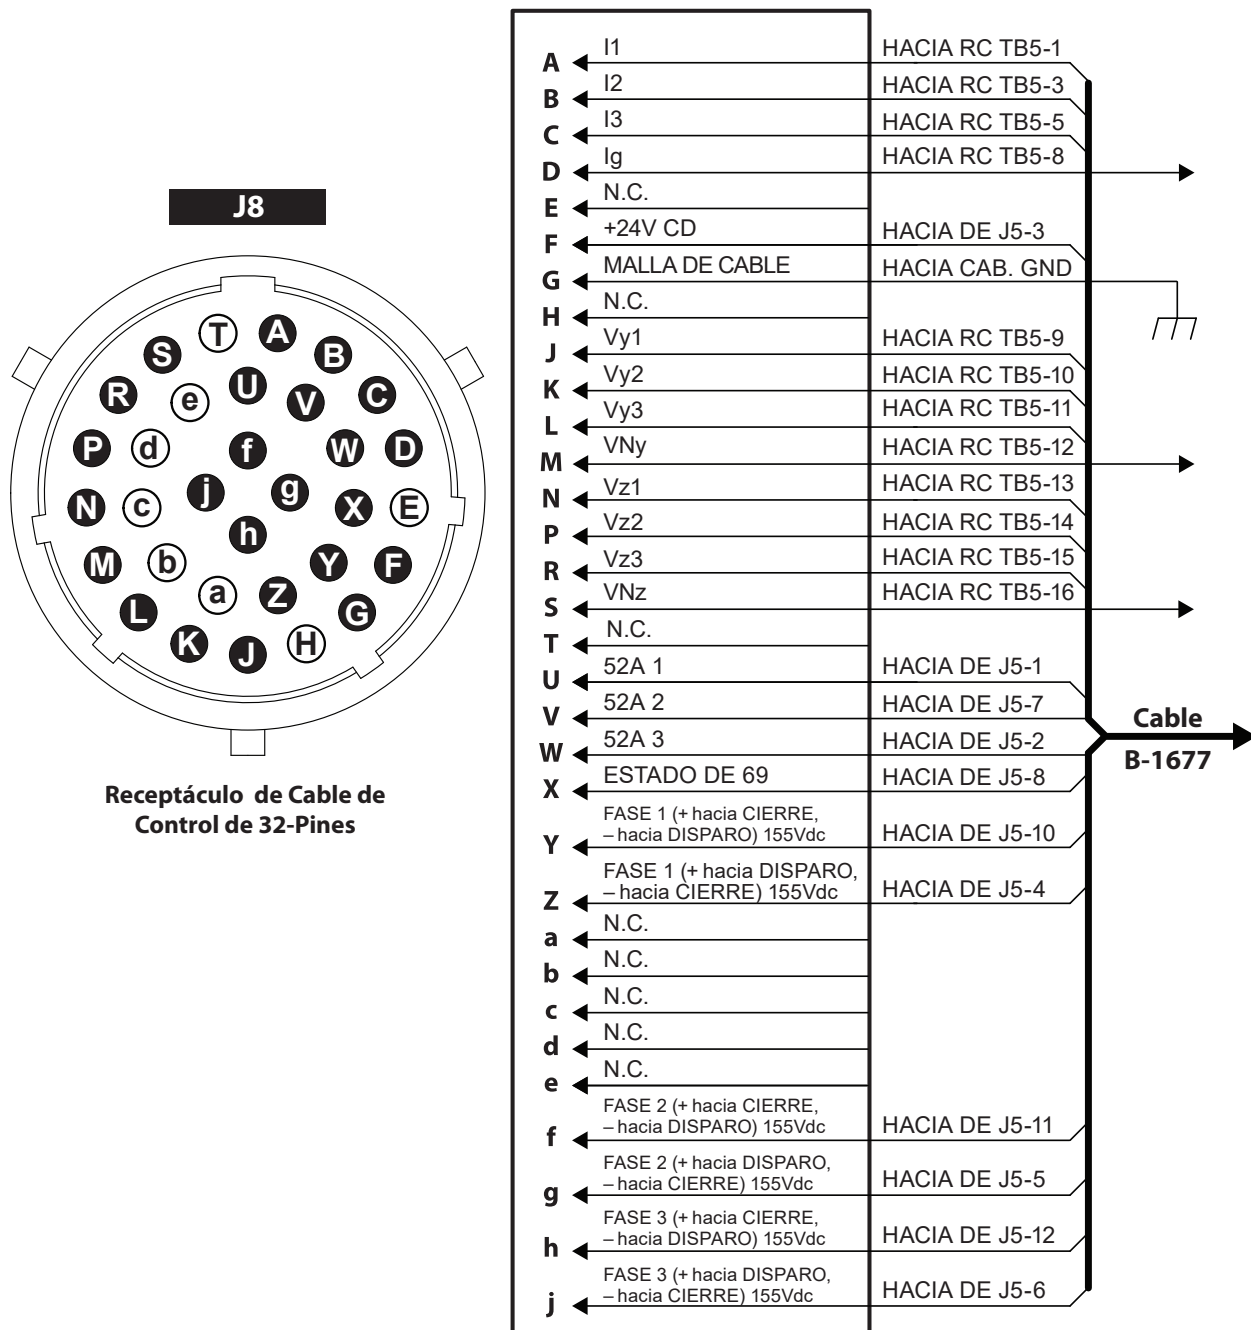 J8
T A
S B
R e U V C
P d f W D
N c j g X E
M b h Y F
L a Z G
K J H
Receptáculo de Cable de
Control de 32-Pines
A I1 HACIA RC TB5-1
B I2 HACIA RC TB5-3
C I3 HACIA RC TB5-5
D Ig HACIA RC TB5-8
E N.C.
F +24V CD HACIA DE J5-3
G MALLA DE CABLE HACIA CAB. GND
H N.C.
J Vy1 HACIA RC TB5-9
K Vy2 HACIA RC TB5-10
L Vy3 HACIA RC TB5-11
M VNy HACIA RC TB5-12
N Vz1 HACIA RC TB5-13
P Vz2 HACIA RC TB5-14
R Vz3 HACIA RC TB5-15
S VNz HACIA RC TB5-16
T N.C.
U 52A 1 HACIA DE J5-1
V 52A 2 HACIA DE J5-7
W 52A 3 HACIA DE J5-2
X ESTADO DE 69 HACIA DE J5-8
Cable
B-1677
FASE 1 (+ hacia CIERRE,
Y – hacia DISPARO) 155Vdc HACIA DE J5-10
FASE 1 (+ hacia DISPARO,
Z – hacia CIERRE) 155Vdc HACIA DE J5-4
a N.C.
b N.C.
c N.C.
d N.C.
e N.C.
FASE 2 (+ hacia CIERRE,
f – hacia DISPARO) 155Vdc HACIA DE J5-11
FASE 2 (+ hacia DISPARO,
g – hacia CIERRE) 155Vdc HACIA DE J5-5
FASE 3 (+ hacia CIERRE,
h – hacia DISPARO) 155Vdc HACIA DE J5-12
FASE 3 (+ hacia DISPARO,
j – hacia CIERRE) 155Vdc HACIA DE J5-6